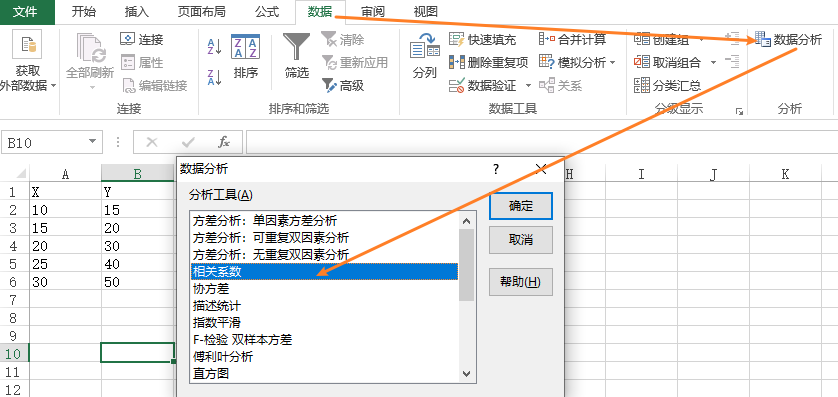 文件 开始 插入 页面布局 公式 数据 审阅 视图
获取
外部数据
全部刷新
连接
属性
编辑链接
连接
排序
筛选
清除
重新应用
高级
排序和筛选
分列
快速填充
删除重复项
数据验证
合并计算
模拟分析
关系
数据工具
创建组
取消组合
分类汇总
分级显示
数据分析
分析
B10 fx
A B H I J K
1 X Y
2 10 15
3 15 20
4 20 30
5 25 40
6 30 50
7
8
9
10
11
12
数据分析 ?
分析工具(A)
方差分析：单因素方差分析
方差分析：可重复双因素分析
方差分析：无重复双因素分析
相关系数
协方差
描述统计
指数平滑
F-检验 双样本方差
傅利叶分析
直方图
确定
取消
帮助(H)